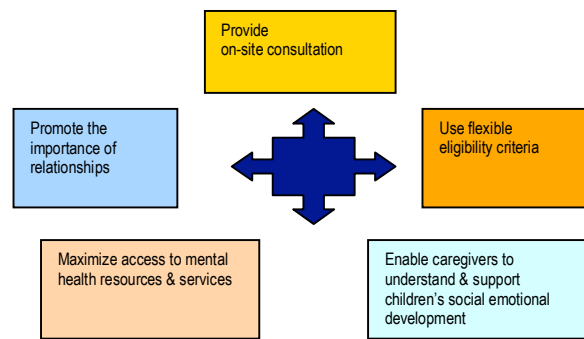 Provide
on-site consultation
Promote the
importance of
relationships
Use flexible
eligibility criteria
Maximize access to mental
health resources & services
Enable caregivers to
understand & support
children's social emotional
development